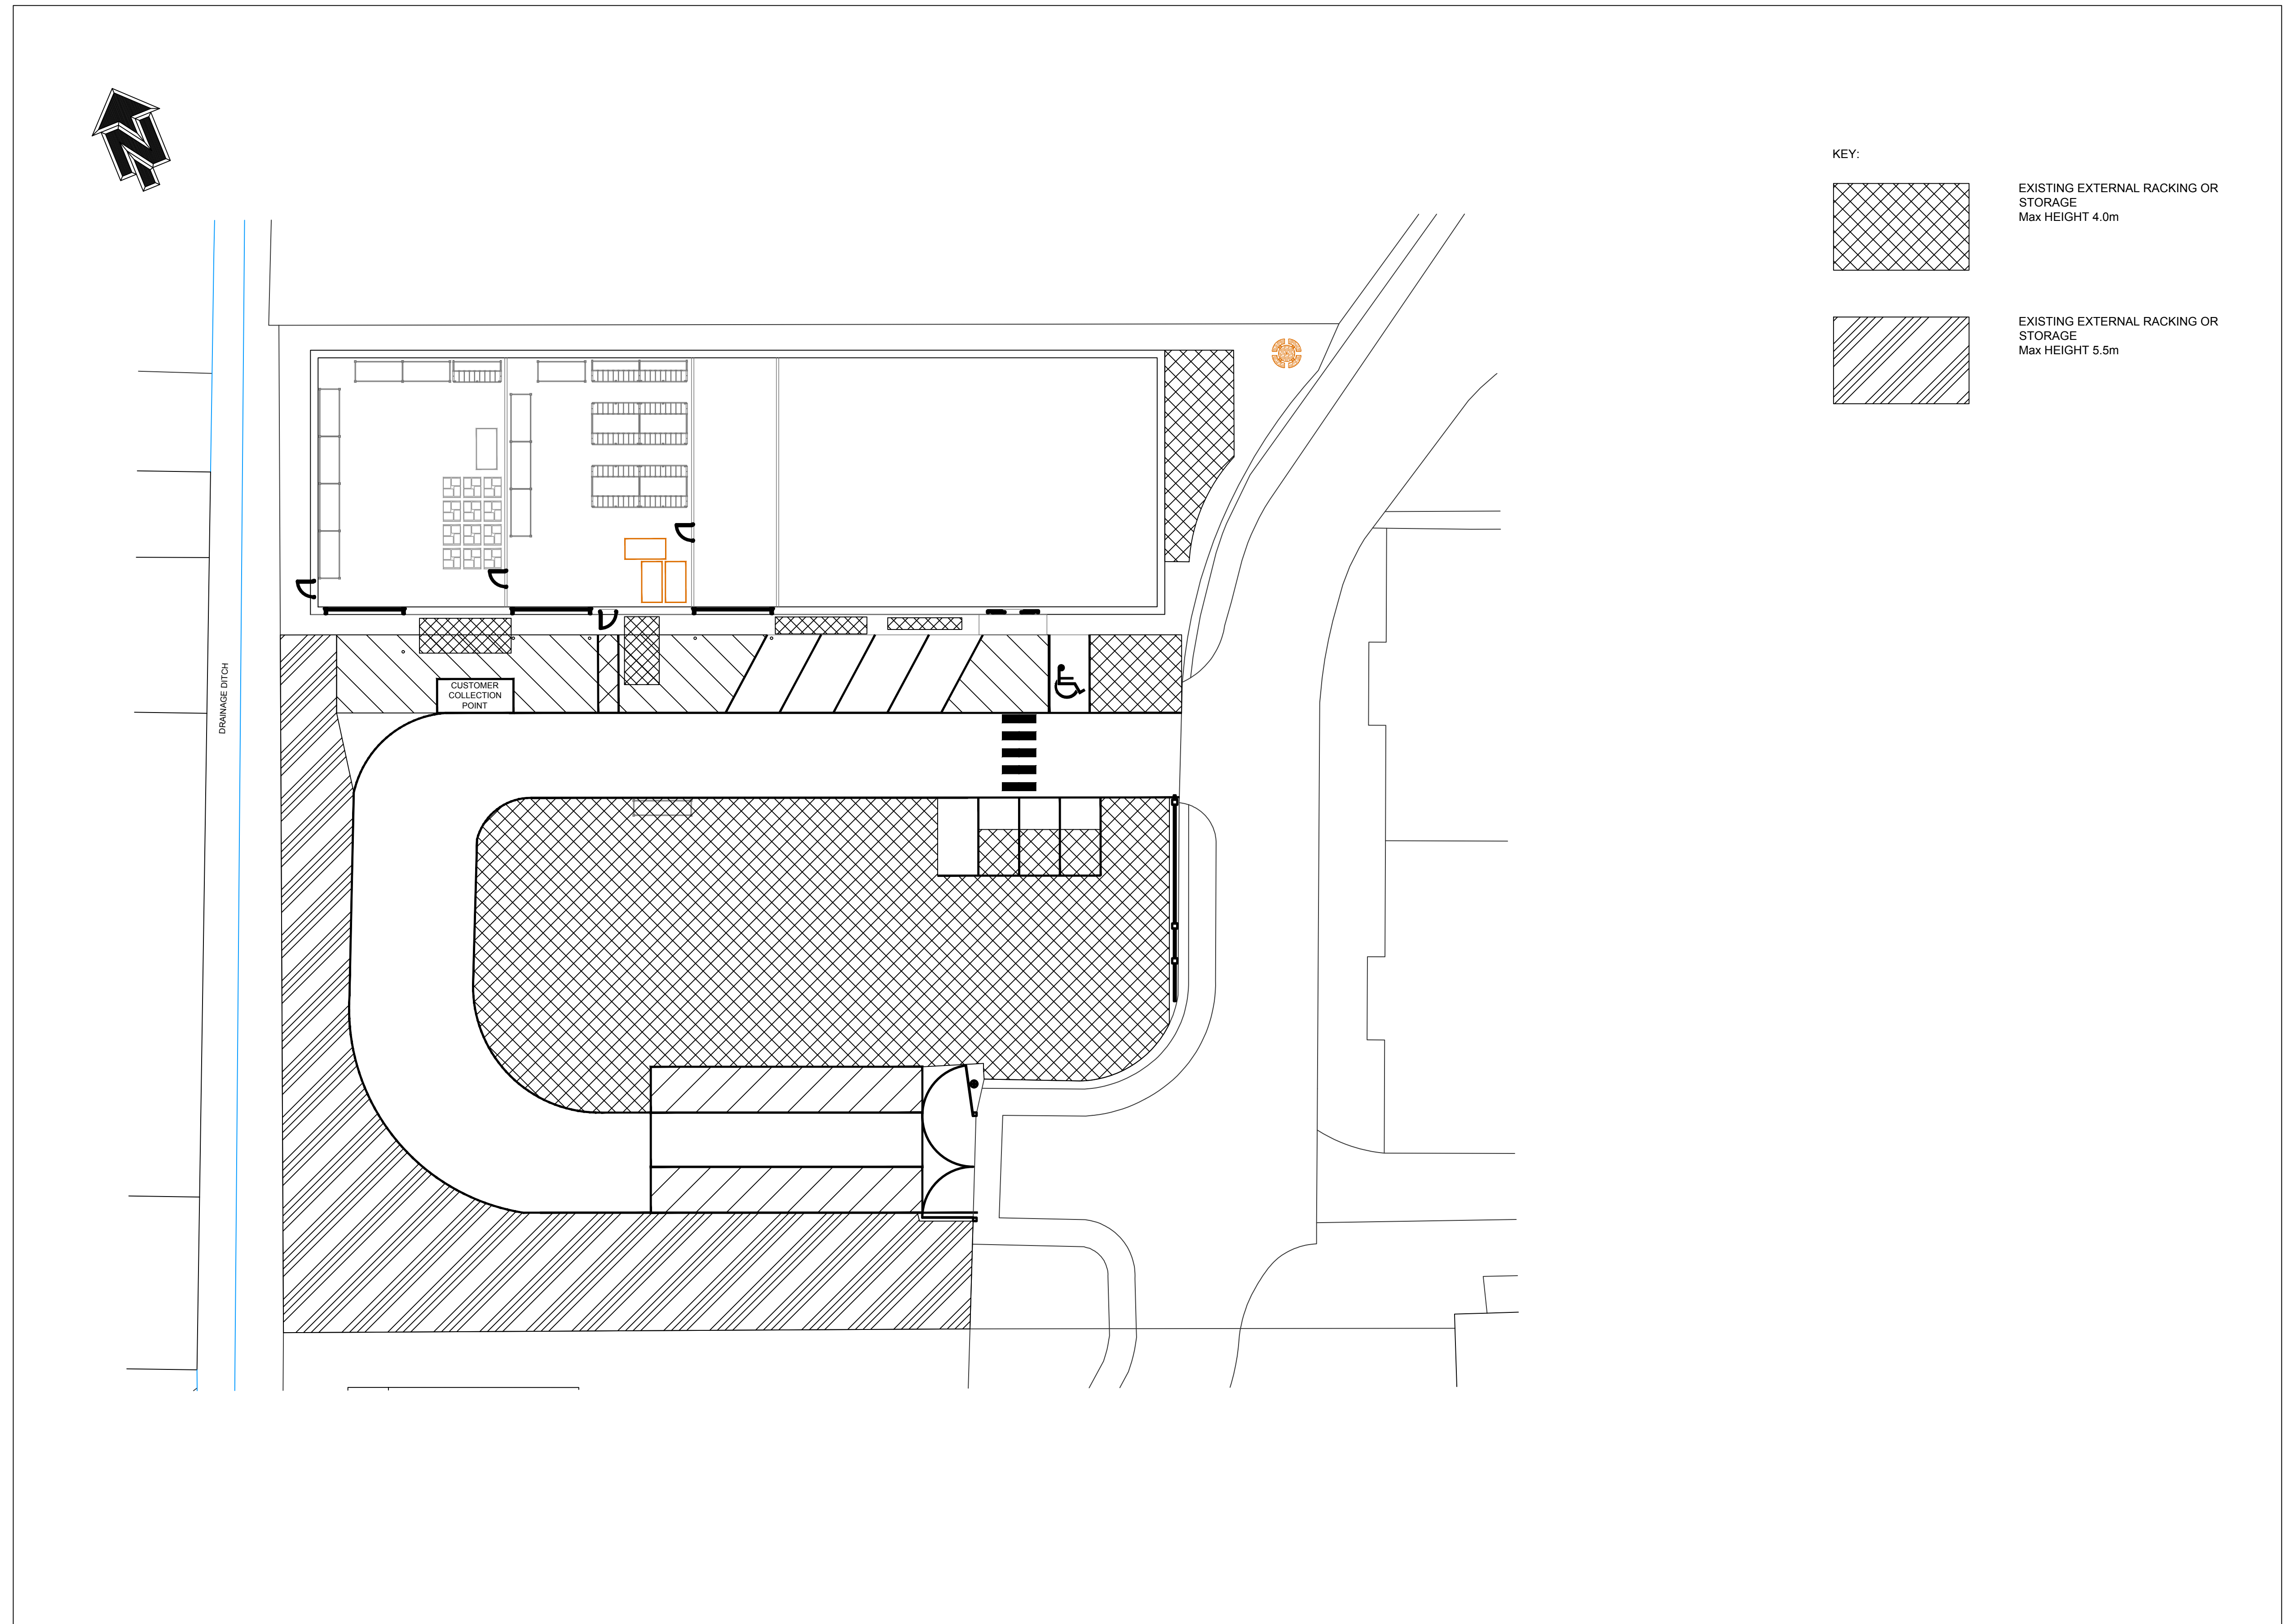 N
KEY:
EXISTING EXTERNAL RACKING OR
STORAGE
Max HEIGHT 4.0m
EXISTING EXTERNAL RACKING OR
STORAGE
Max HEIGHT 5.5m
CUSTOMER
COLLECTION
POINT
DRAINAGE DITCH